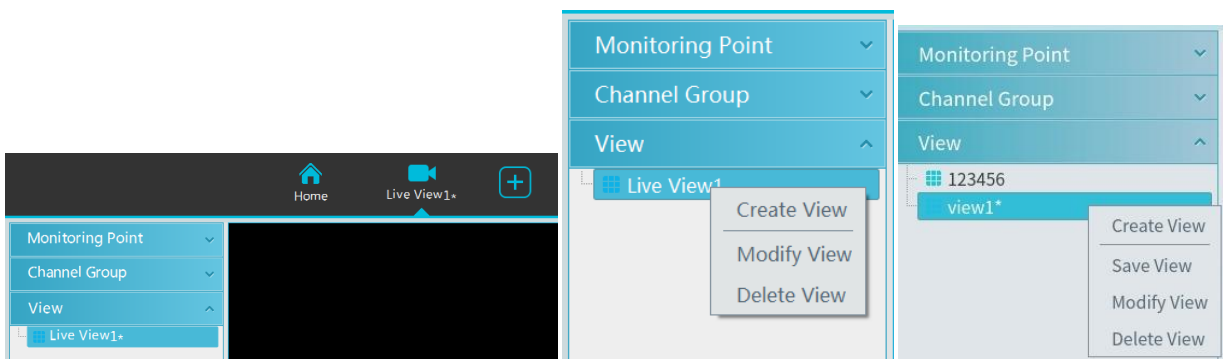 Home
Live View1*
Monitoring Point
Channel Group
View
Live View1*
Monitoring Point
Channel Group
View
Live View1
Create View
Modify View
Delete View
Monitoring Point
Channel Group
View
123456
view1*
Create View
Save View
Modify View
Delete View